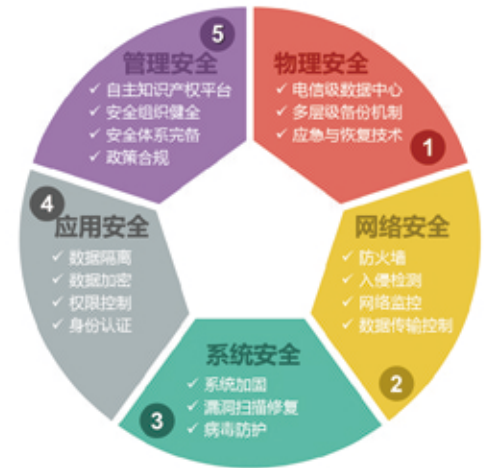 1
物理安全
✓ 电信级数据中心
✓ 多层级备份机制
✓ 应急与恢复技术
2
网络安全
✓ 防火墙
✓ 入侵检测
✓ 网络监控
✓ 数据传输控制
3
系统安全
✓ 系统加固
✓ 漏洞扫描修复
✓ 病毒防护
4
应用安全
✓ 数据隔离
✓ 数据加密
✓ 权限控制
✓ 身份认证
5
管理安全
✓ 自主知识产权平台
✓ 安全组织健全
✓ 安全体系完备
✓ 政策合规